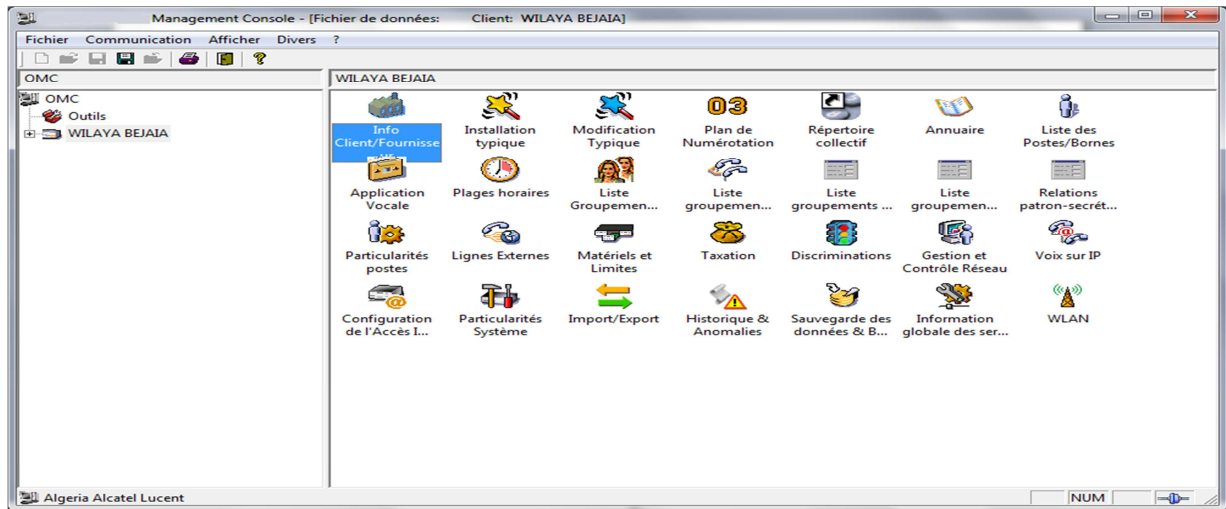 Management Console - [Fichier de données: Client: WILAYA BEJAIA]
Fichier Communication Afficher Divers ?
OMC
WILAYA BEJAIA
OMC
Outils
WILAYA BEJAIA
Info
Client/Fournisse
Installation
typique
Modification
Typique
03
Plan de
Numérotation
Répertoire
collectif
Annuaire
Liste des
Postes/Bornes
Application
Vocale
Plages horaires
Liste
Groupemen...
Liste
groupemen...
Liste
groupements ...
Liste
groupemen...
Relations
patron-secrét...
Particularités
postes
Lignes Externes
Matériels et
Limites
Taxation
Discriminations
Gestion et
Contrôle Réseau
Voix sur IP
Configuration
de l'Accès I...
Particularités
Système
Import/Export
Historique &
Anomalies
Sauvegarde des
données & B...
Information
globale des ser...
WLAN
Algeria Alcatel Lucent
NUM